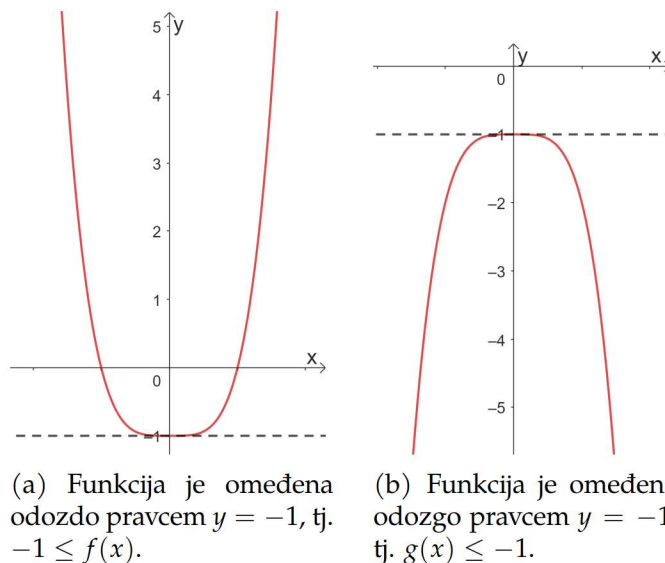 y
5
4
3
2
1
x
0
-1
(a) Funkcija je omeđena
odozdo pravcem y = −1, tj.
−1 ≤ f(x).
y
x
0
-1
-2
-3
-4
-5
(b) Funkcija je omeđen
odozgo pravcem y = −1
tj. g(x) ≤ −1.